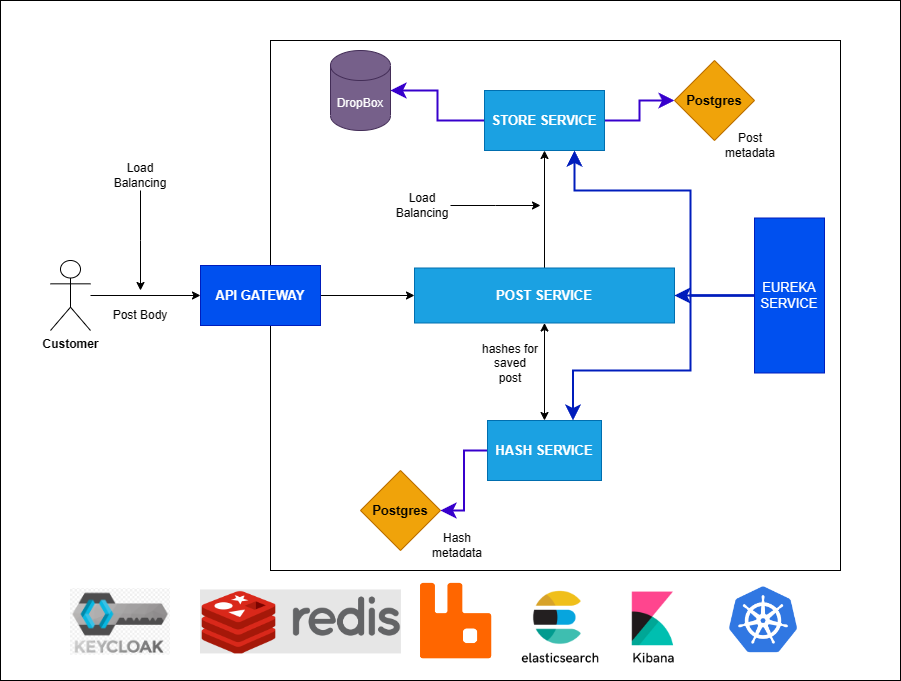 DropBox
STORE SERVICE
Postgres
Post
metadata
Load
Balancing
Load
Balancing
API GATEWAY
POST SERVICE
EUREKA
SERVICE
Post Body
Customer
hashes for
saved
post
HASH SERVICE
Postgres
Hash
metadata
KEYCLOAK
redis
elasticsearch
Kibana